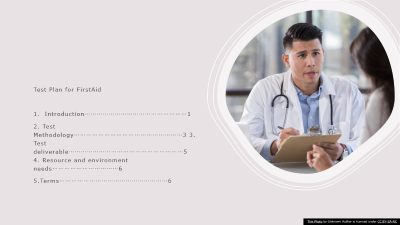 Test Plan for FirstAid
1. Introduction··································1
2. Test
Methodology···································3 3.
Test
deliverable·····································5
4. Resource and environment
needs····················6
5.Terms···································6
This Photo by Unknown Author is licensed under CC BY-SA-NC